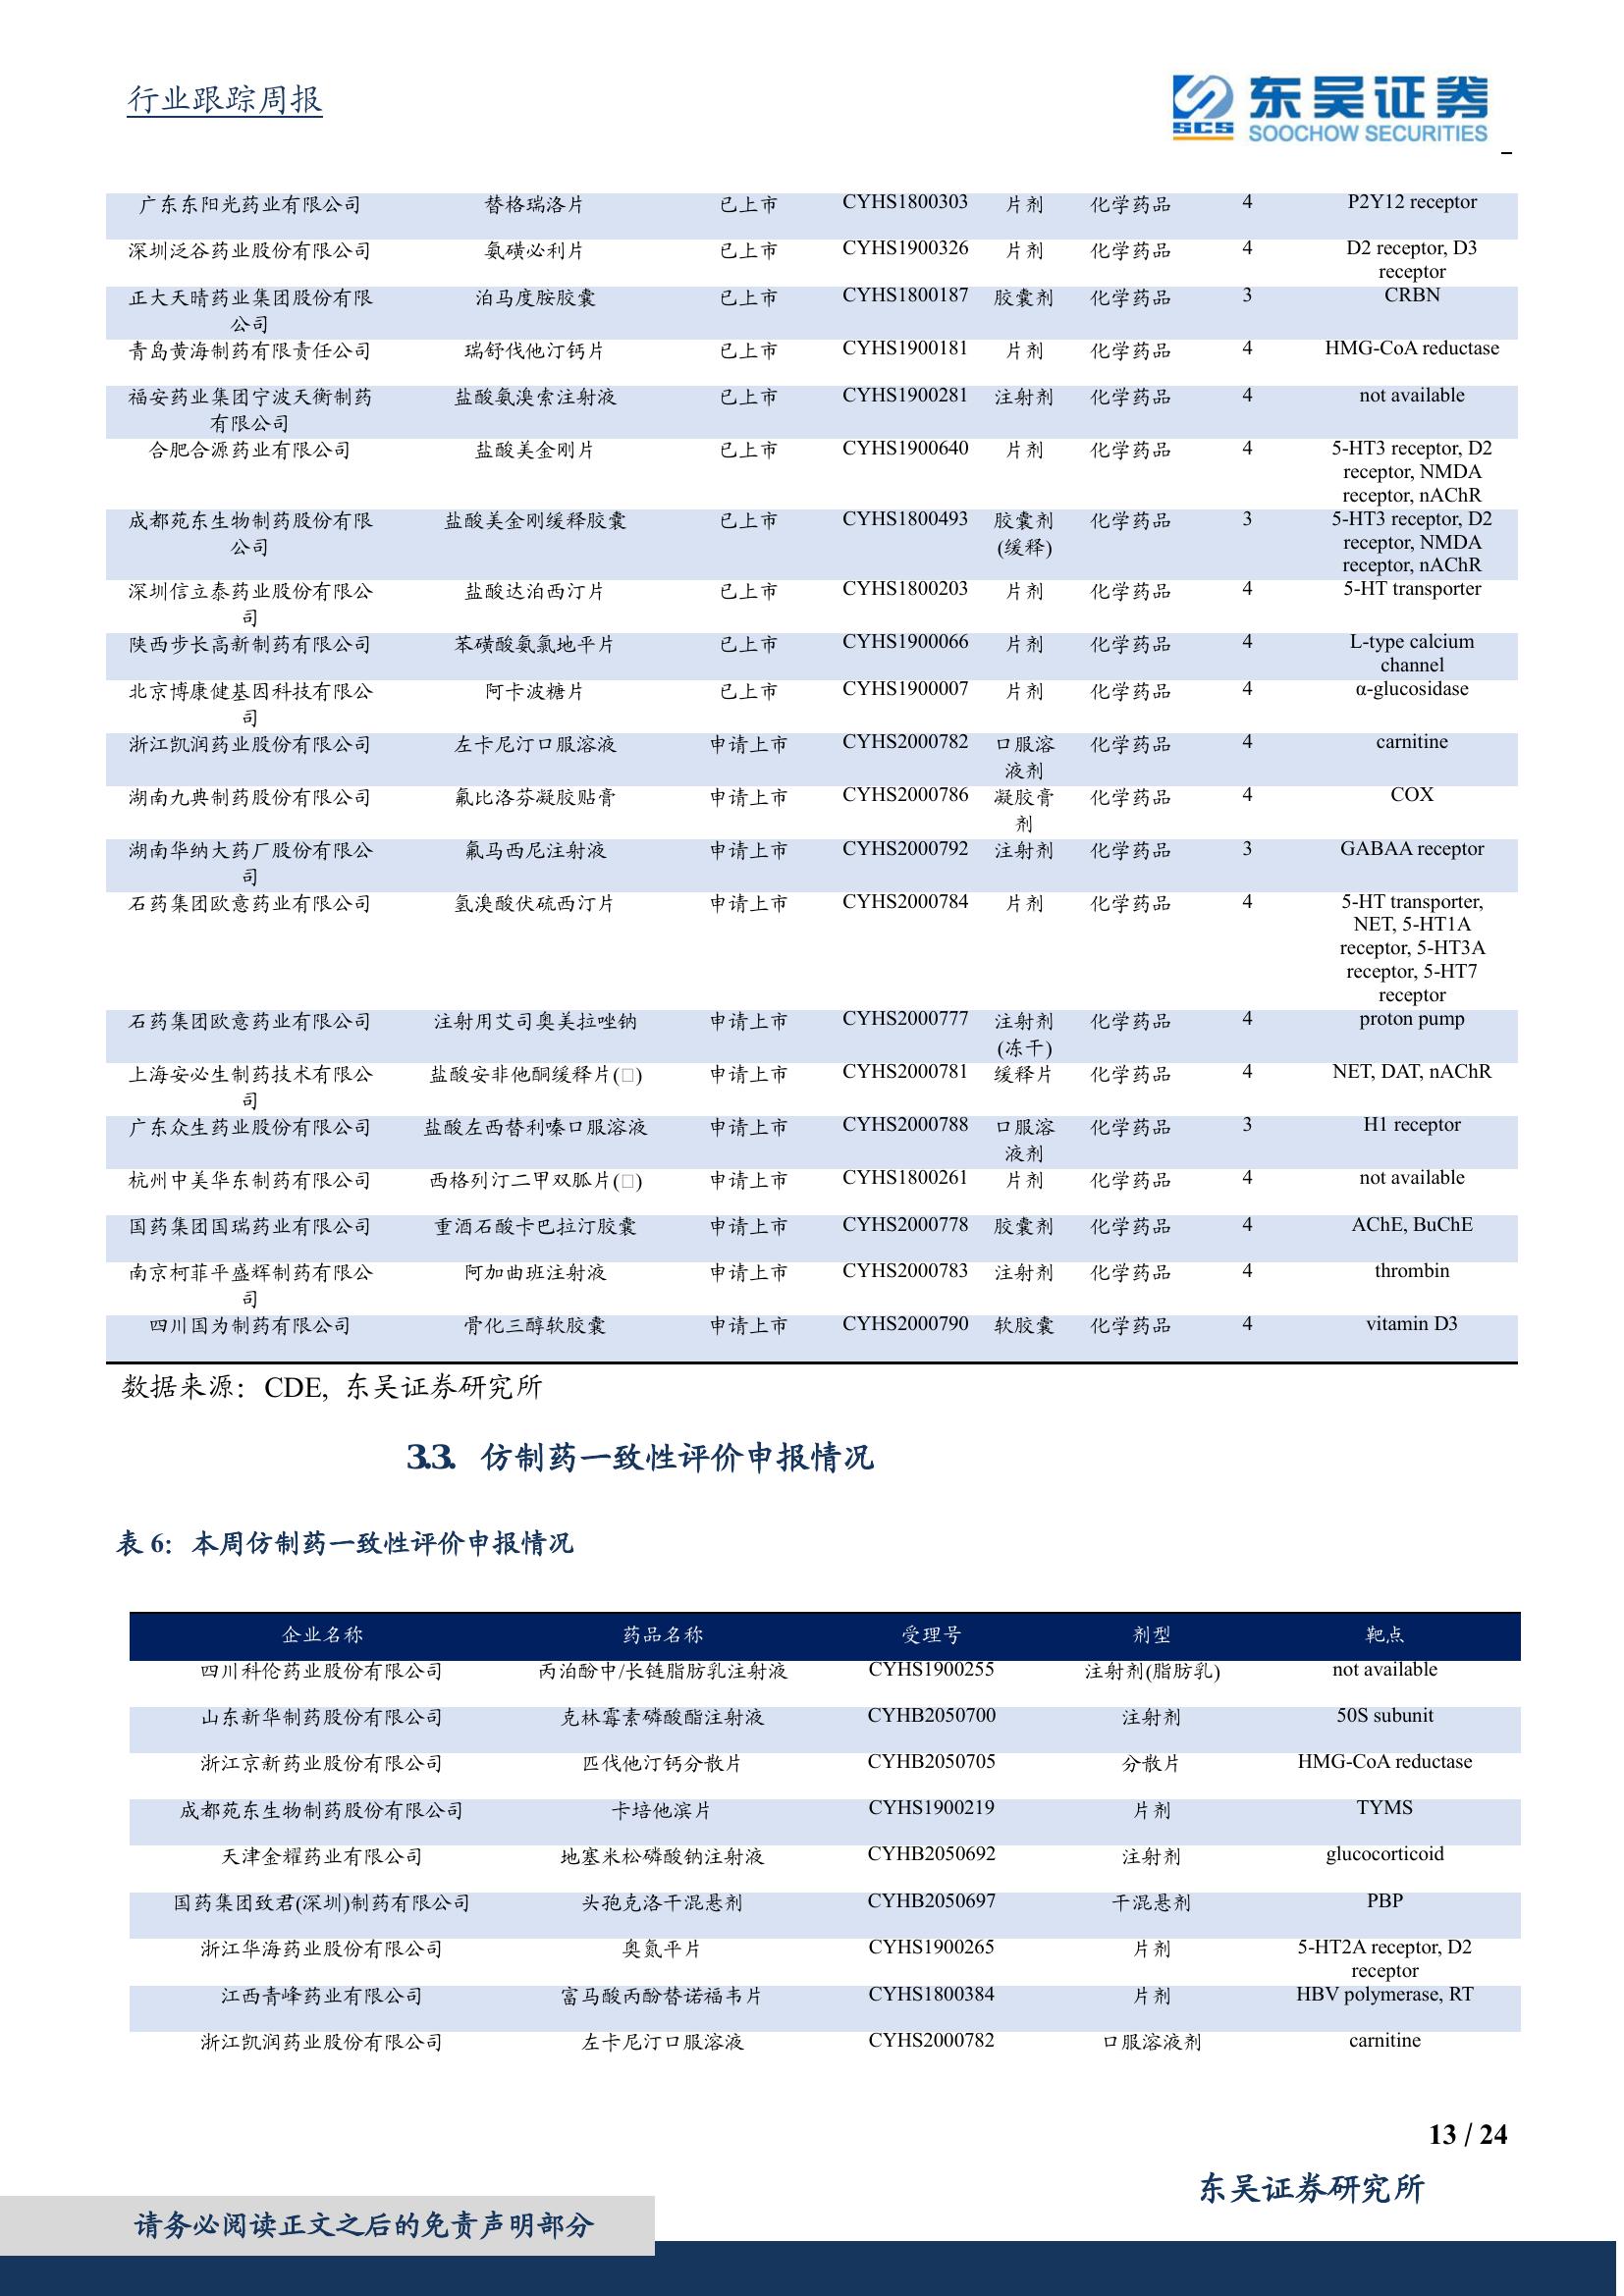 行业跟踪周报
SCS 东吴证券
SOOCHOW SECURITIES
广东东阳光药业有限公司 替格瑞洛片 已上市 CYHS1800303 片剂 化学药品 4 P2Y12 receptor
深圳泛谷药业股份有限公司 氨磺必利片 已上市 CYHS1900326 片剂 化学药品 4 D2 receptor, D3
receptor
正大天晴药业集团股份有限 泊马度胺胶囊 已上市 CYHS1800187 胶囊剂 化学药品 3 CRBN
公司
青岛黄海制药有限责任公司 瑞舒伐他汀钙片 已上市 CYHS1900181 片剂 化学药品 4 HMG-CoA reductase
福安药业集团宁波天衡制药 盐酸氨溴索注射液 已上市 CYHS1900281 注射剂 化学药品 4 not available
有限公司
合肥合源药业有限公司 盐酸美金刚片 已上市 CYHS1900640 片剂 化学药品 4 5-HT3 receptor, D2
receptor, NMDA
receptor, nAChR
成都苑东生物制药股份有限 盐酸美金刚缓释胶囊 已上市 CYHS1800493 胶囊剂 化学药品 3 5-HT3 receptor, D2
公司 (缓释) receptor, NMDA
receptor, nAChR
深圳信立泰药业股份有限公 盐酸达泊西汀片 已上市 CYHS1800203 片剂 化学药品 4 5-HT transporter
司
陕西步长高新制药有限公司 苯磺酸氨氯地平片 已上市 CYHS1900066 片剂 化学药品 4 L-type calcium
channel
北京博康健基因科技有限公 阿卡波糖片 已上市 CYHS1900007 片剂 化学药品 4 α-glucosidase
司
浙江凯润药业股份有限公司 左卡尼汀口服溶液 申请上市 CYHS2000782 口服溶 化学药品 4 carnitine
液剂
湖南九典制药股份有限公司 氟比洛芬凝胶贴膏 申请上市 CYHS2000786 凝胶膏 化学药品 4 COX
剂
湖南华纳大药厂股份有限公 氟马西尼注射液 申请上市 CYHS2000792 注射剂 化学药品 3 GABAA receptor
司
石药集团欧意药业有限公司 氢溴酸伏硫西汀片 申请上市 CYHS2000784 片剂 化学药品 4 5-HT transporter,
NET, 5-HT1A
receptor, 5-HT3A
receptor, 5-HT7
receptor
石药集团欧意药业有限公司 注射用艾司奥美拉唑钠 申请上市 CYHS2000777 注射剂 化学药品 4 proton pump
(冻干)
上海安必生制药技术有限公 盐酸安非他酮缓释片(□) 申请上市 CYHS2000781 缓释片 化学药品 4 NET, DAT, nAChR
司
广东众生药业股份有限公司 盐酸左西替利嗪口服溶液 申请上市 CYHS2000788 口服溶 化学药品 3 H1 receptor
液剂
杭州中美华东制药有限公司 西格列汀二甲双胍片(□) 申请上市 CYHS1800261 片剂 化学药品 4 not available
国药集团国瑞药业有限公司 重酒石酸卡巴拉汀胶囊 申请上市 CYHS2000778 胶囊剂 化学药品 4 AChE, BuChE
南京柯菲平盛辉制药有限公 阿加曲班注射液 申请上市 CYHS2000783 注射剂 化学药品 4 thrombin
司
四川国为制药有限公司 骨化三醇软胶囊 申请上市 CYHS2000790 软胶囊 化学药品 4 vitamin D3
数据来源：CDE, 东吴证券研究所
3.3. 仿制药一致性评价申报情况
表 6: 本周仿制药一致性评价申报情况
企业名称 药品名称 受理号 剂型 靶点
四川科伦药业股份有限公司 丙泊酚中/长链脂肪乳注射液 CYHS1900255 注射剂(脂肪乳) not available
山东新华制药股份有限公司 克林霉素磷酸酯注射液 CYHB2050700 注射剂 50S subunit
浙江京新药业股份有限公司 匹伐他汀钙分散片 CYHB2050705 分散片 HMG-CoA reductase
成都苑东生物制药股份有限公司 卡培他滨片 CYHS1900219 片剂 TYMS
天津金耀药业有限公司 地塞米松磷酸钠注射液 CYHB2050692 注射剂 glucocorticoid
国药集团致君(深圳)制药有限公司 头孢克洛干混悬剂 CYHB2050697 干混悬剂 PBP
浙江华海药业股份有限公司 奥氮平片 CYHS1900265 片剂 5-HT2A receptor, D2
receptor
江西青峰药业有限公司 富马酸丙酚替诺福韦片 CYHS1800384 片剂 HBV polymerase, RT
浙江凯润药业股份有限公司 左卡尼汀口服溶液 CYHS2000782 口服溶液剂 carnitine
13 / 24
东吴证券研究所
请务必阅读正文之后的免责声明部分